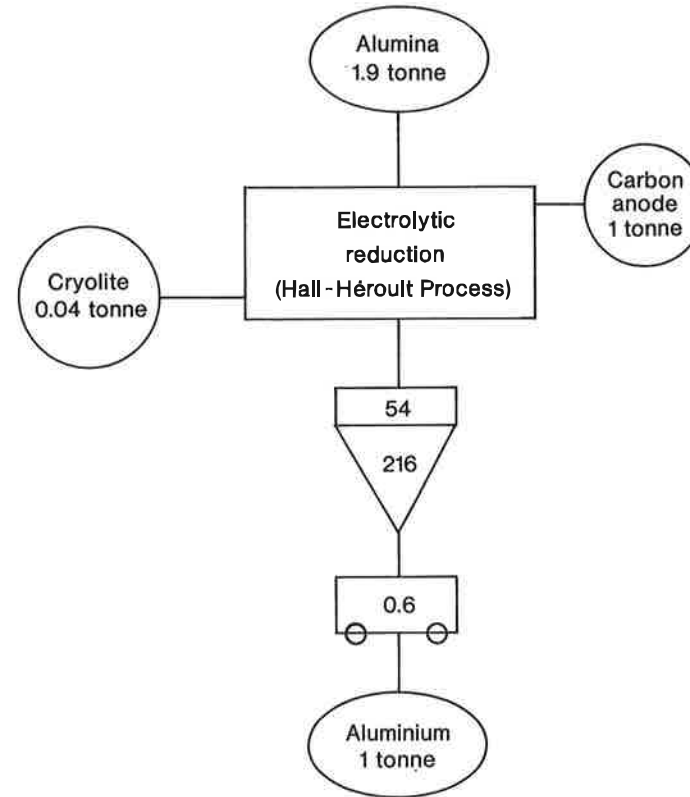 Alumina
1.9 tonne
Carbon
anode
1 tonne
Electrolytic
reduction
(Hall-Héroult Process)
Cryolite
0.04 tonne
54
216
0.6
Aluminium
1 tonne